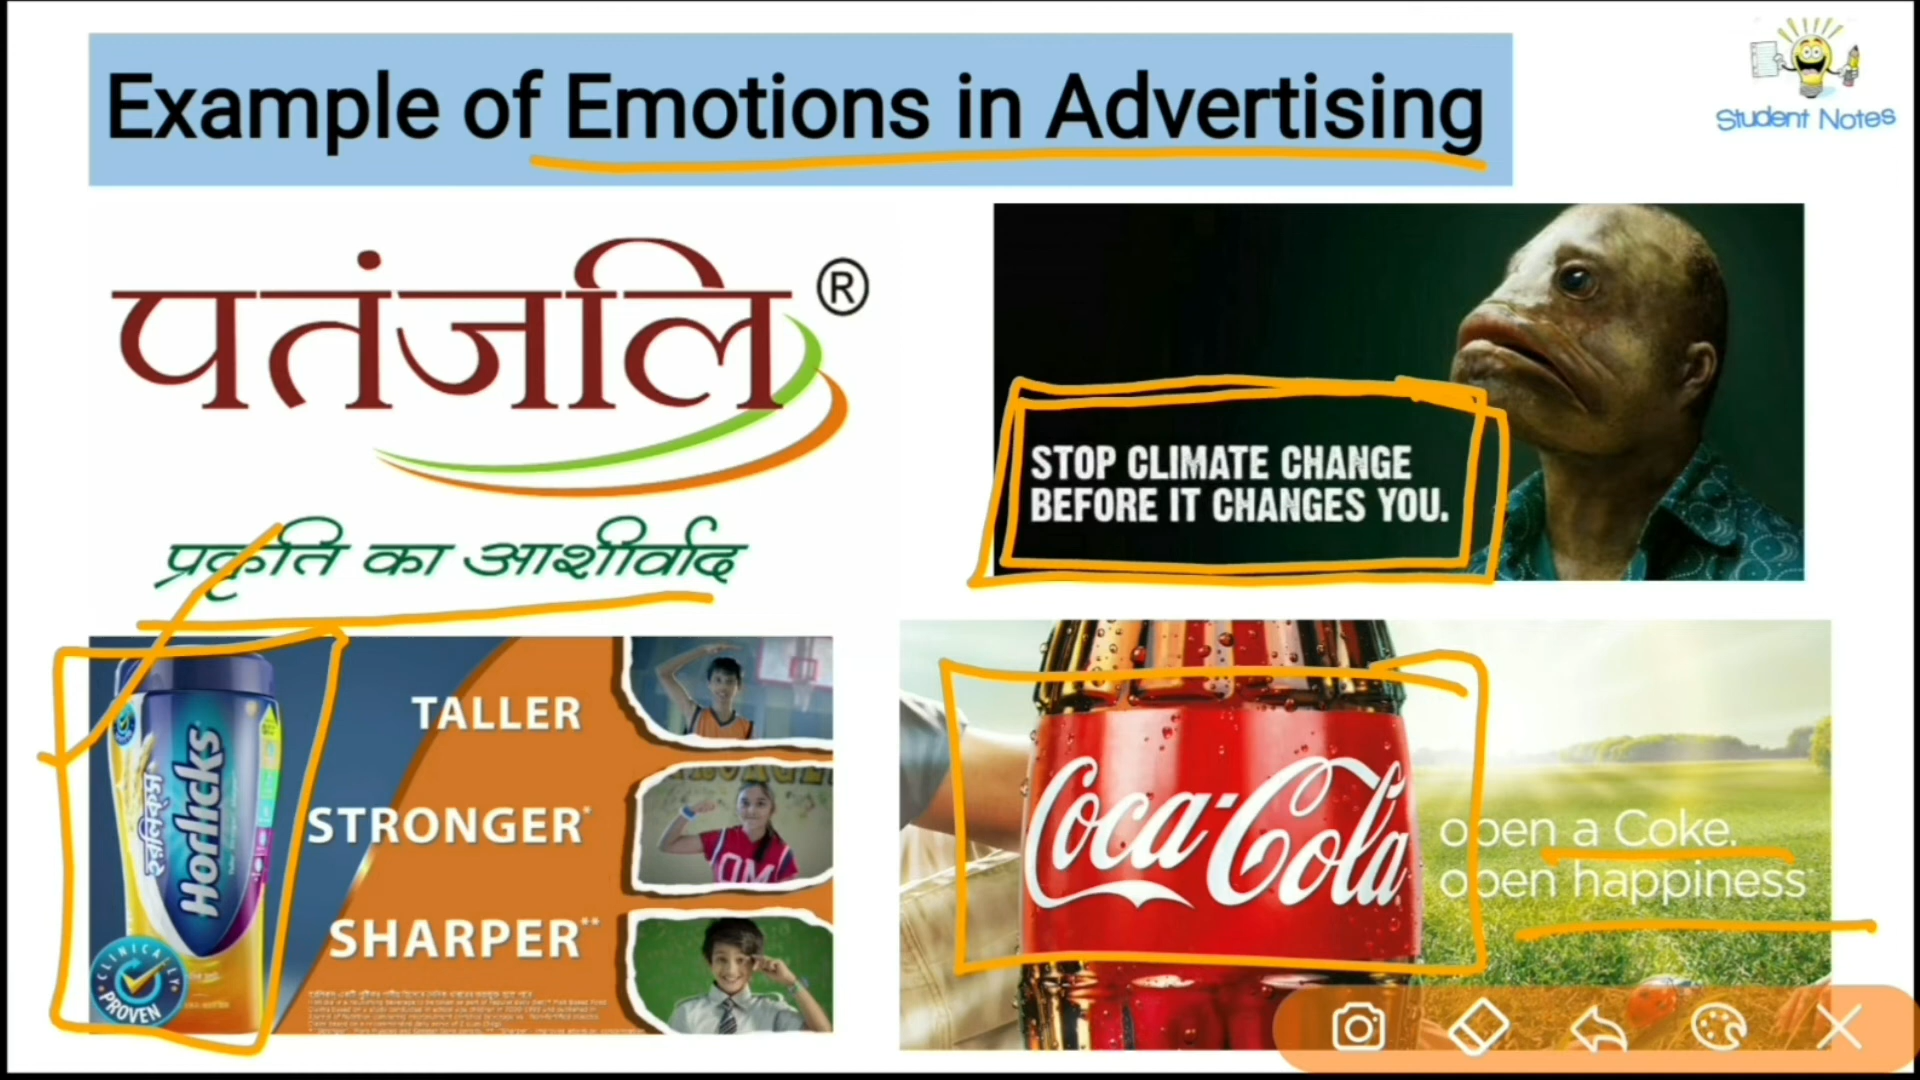 Example of Emotions in Advertising
Student Notes
पतंजलि ®
प्रकृति का आशीर्वाद
STOP CLIMATE CHANGE
BEFORE IT CHANGES YOU.
TALLER
STRONGER*
SHARPER**
हॉर्लिक्स
Horlicks
CLINICALLY
PROVEN
Coca-Cola
open a Coke.
open happiness